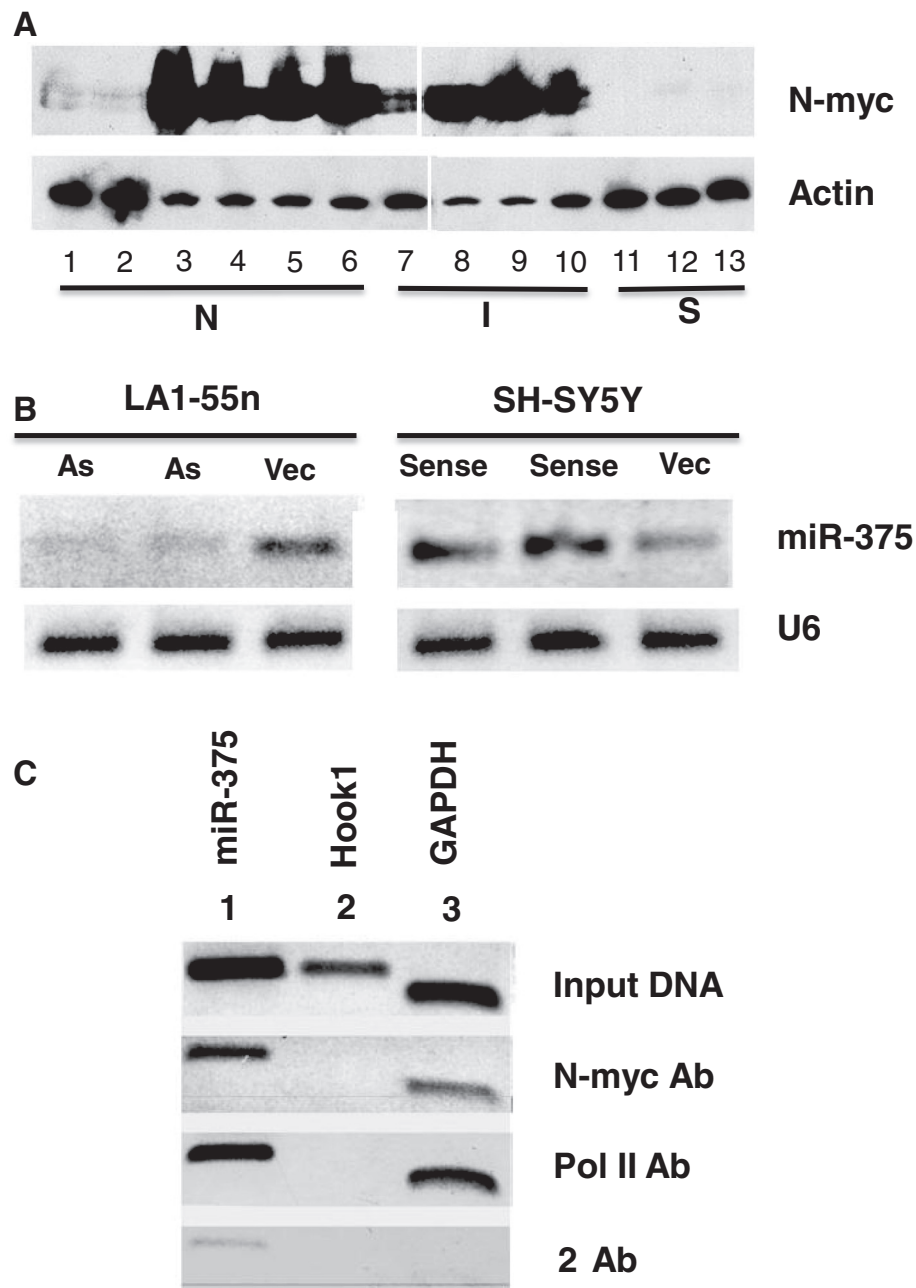 A
N-myc
Actin
1 2 3 4 5 6 7 8 9 10 11 12 13
N I S
B
LA1-55n SH-SY5Y
As As Vec Sense Sense Vec
miR-375
U6
C
miR-375 Hook1 GAPDH
1 2 3
Input DNA
N-myc Ab
Pol II Ab
2 Ab